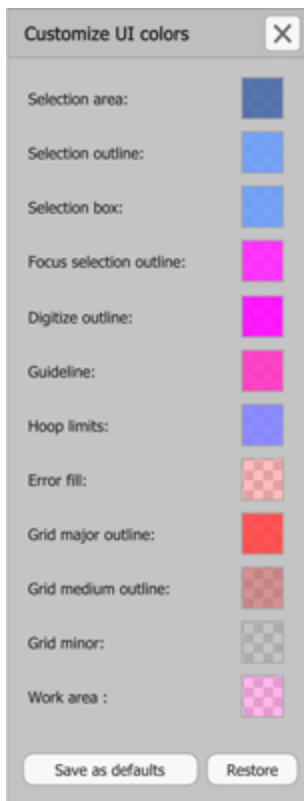 Customize UI colors
Selection area:
Selection outline:
Selection box:
Focus selection outline:
Digitize outline:
Guideline:
Hoop limits:
Error fill:
Grid major outline:
Grid medium outline:
Grid minor:
Work area :
Save as defaults Restore